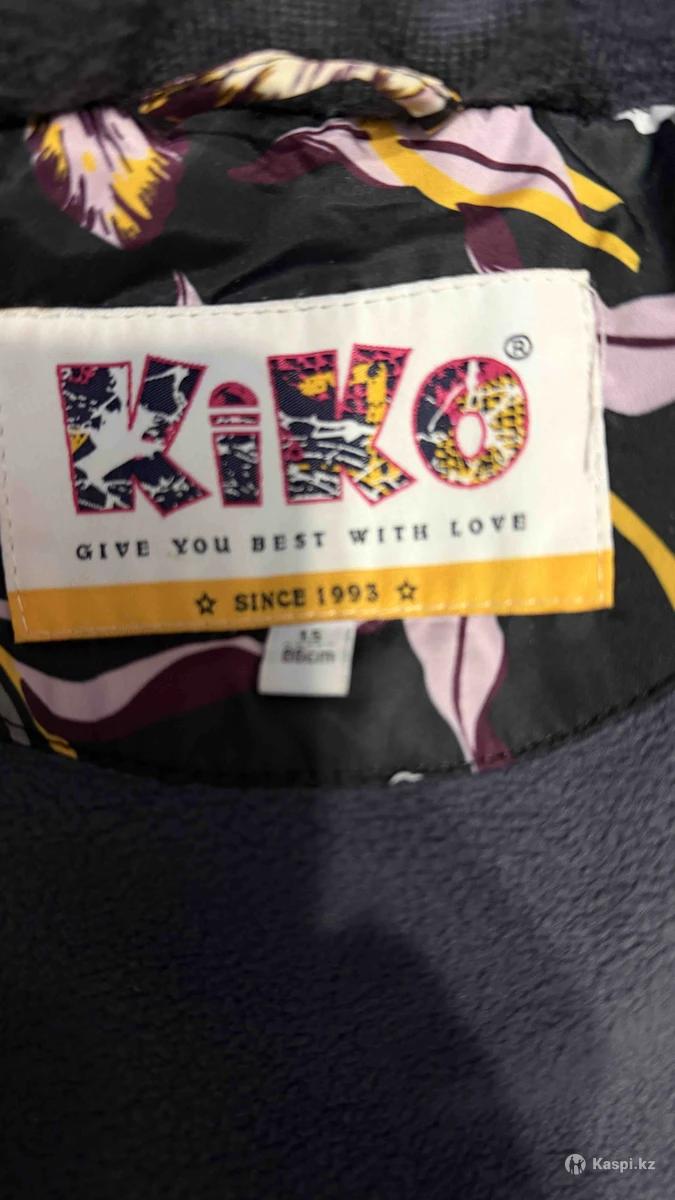 KiKO®
GIVE YOU BEST WITH LOVE
☆ SINCE 1993 ☆
Kaspi.kz